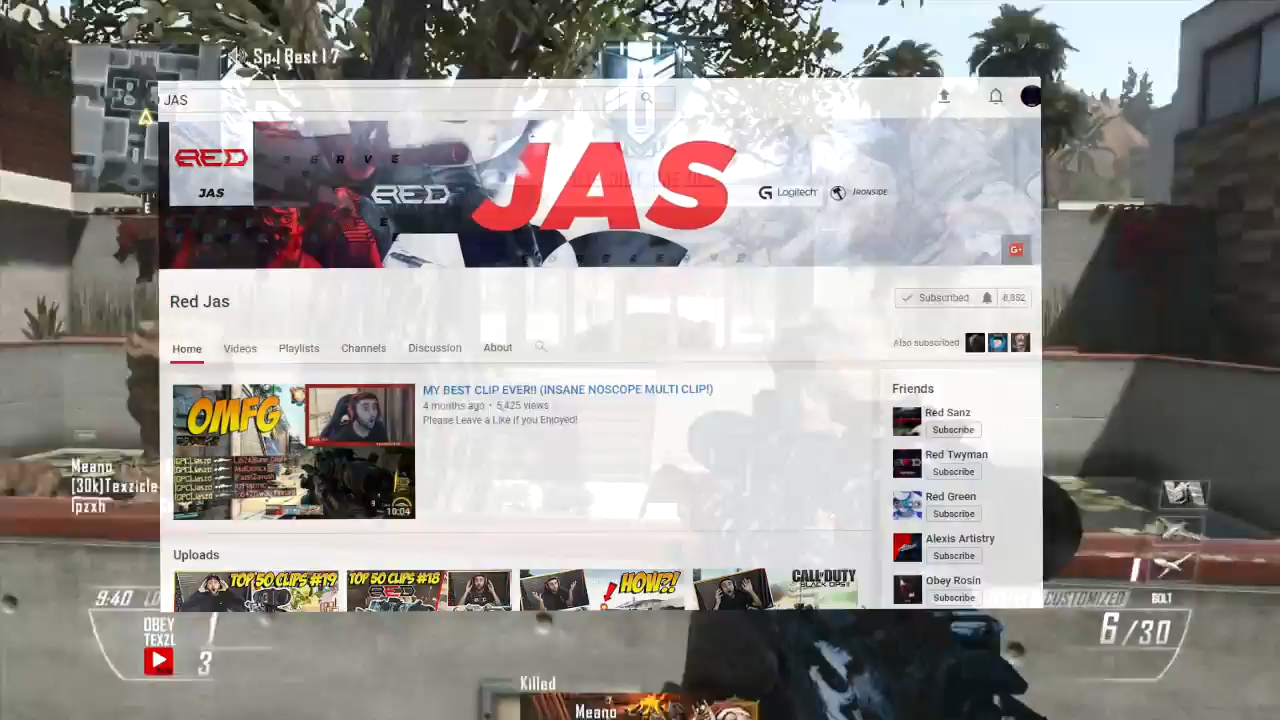 Sp|Best17
JAS
RED
JAS
RED
JAS
Logitech
IRONSIDE
G+
Red Jas
Subscribed
Home
Videos
Playlists
Channels
Discussion
About
Also subscribed
MY BEST CLIP EVER!! (INSANE NOSCOPE MULTI CLIP!)
4 months ago • 5,425 views
Please Leave a Like if you Enjoyed!
OMFG
10:04
Friends
Red Sanz
Subscribe
Red Twyman
Subscribe
Red Green
Subscribe
Alexis Artistry
Subscribe
Obey Rosin
Subscribe
Meano
[30k]Texzicle
Ipzxh
Uploads
TOP 50 CLIPS #19
TOP 50 CLIPS #18
RED
HOW?!
CALL OF DUTY
BLACK OPS II
9:40
OBEY
TEXZL
3
CUSTOMIZED
BOLT
6/30
Killed
Meano